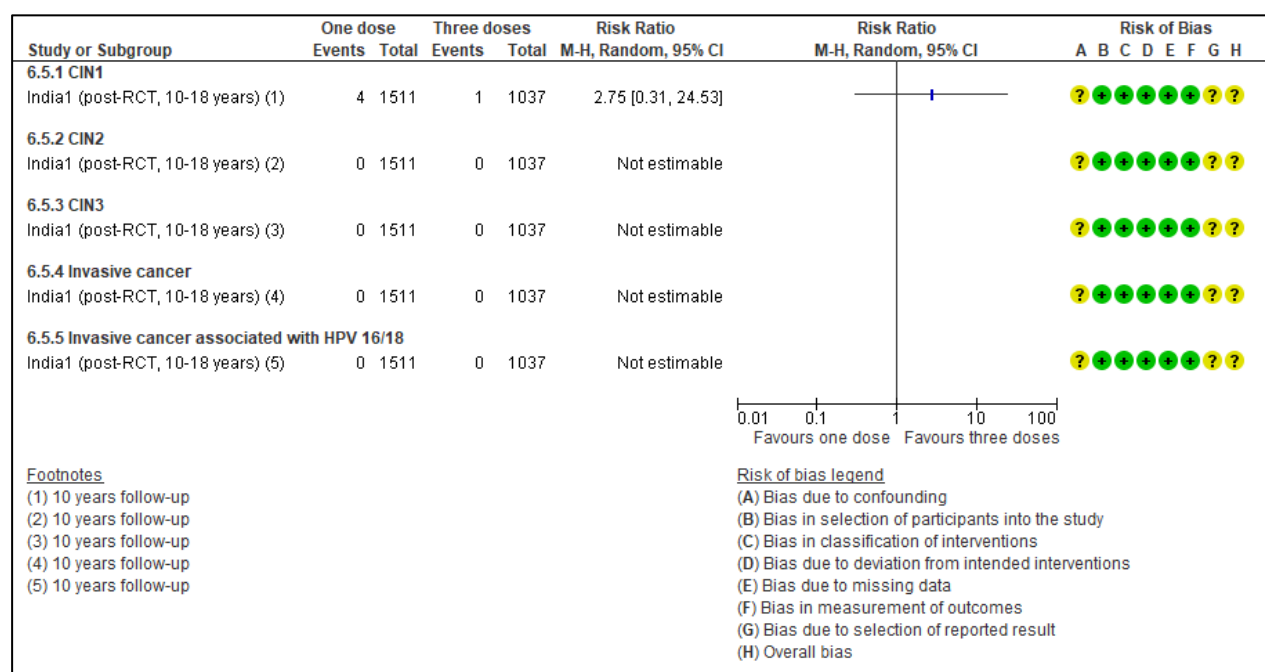 One dose Three doses Risk Ratio Risk Ratio Risk of Bias
Study or Subgroup Events Total Events Total M-H, Random, 95% CI M-H, Random, 95% CI A B C D E F G H
6.5.1 CIN1
India1 (post-RCT, 10-18 years) (1) 4 1511 1 1037 2.75 [0.31, 24.53] ? + + + + + ? ?
6.5.2 CIN2
India1 (post-RCT, 10-18 years) (2) 0 1511 0 1037 Not estimable ? + + + + + ? ?
6.5.3 CIN3
India1 (post-RCT, 10-18 years) (3) 0 1511 0 1037 Not estimable ? + + + + + ? ?
6.5.4 Invasive cancer
India1 (post-RCT, 10-18 years) (4) 0 1511 0 1037 Not estimable ? + + + + + ? ?
6.5.5 Invasive cancer associated with HPV 16/18
India1 (post-RCT, 10-18 years) (5) 0 1511 0 1037 Not estimable ? + + + + + ? ?
0.01 0.1 1 10 100
Favours one dose Favours three doses
Footnotes
(1) 10 years follow-up
(2) 10 years follow-up
(3) 10 years follow-up
(4) 10 years follow-up
(5) 10 years follow-up
Risk of bias legend
(A) Bias due to confounding
(B) Bias in selection of participants into the study
(C) Bias in classification of interventions
(D) Bias due to deviation from intended interventions
(E) Bias due to missing data
(F) Bias in measurement of outcomes
(G) Bias due to selection of reported result
(H) Overall bias